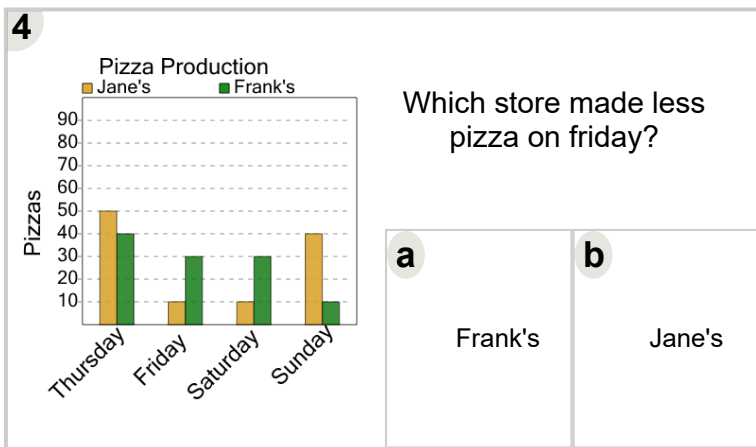 4
Pizza Production
Jane's Frank's
90
80
70
60
50
40
30
20
10
Pizzas
Thursday
Friday
Saturday
Sunday
Which store made less
pizza on friday?
a
Frank's
b
Jane's